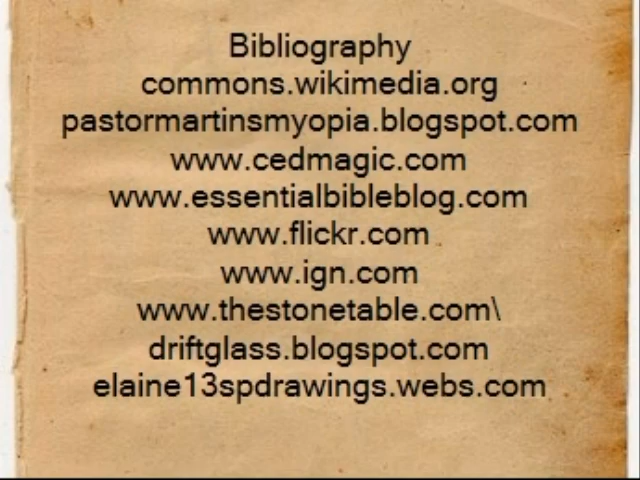 Bibliography
commons.wikimedia.org
pastormartinsmyopia.blogspot.com
www.cedmagic.com
www.essentialbibleblog.com
www.flickr.com
www.ign.com
www.thestonetable.com\
driftglass.blogspot.com
elaine13spdrawings.webs.com